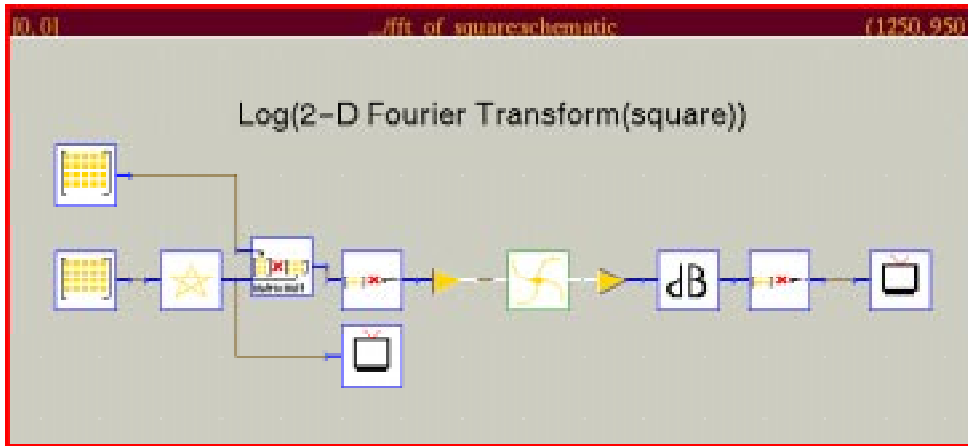 [0, 0] .../fft of square:schematic (1250, 950)
Log(2-D Fourier Transform(square))
dB